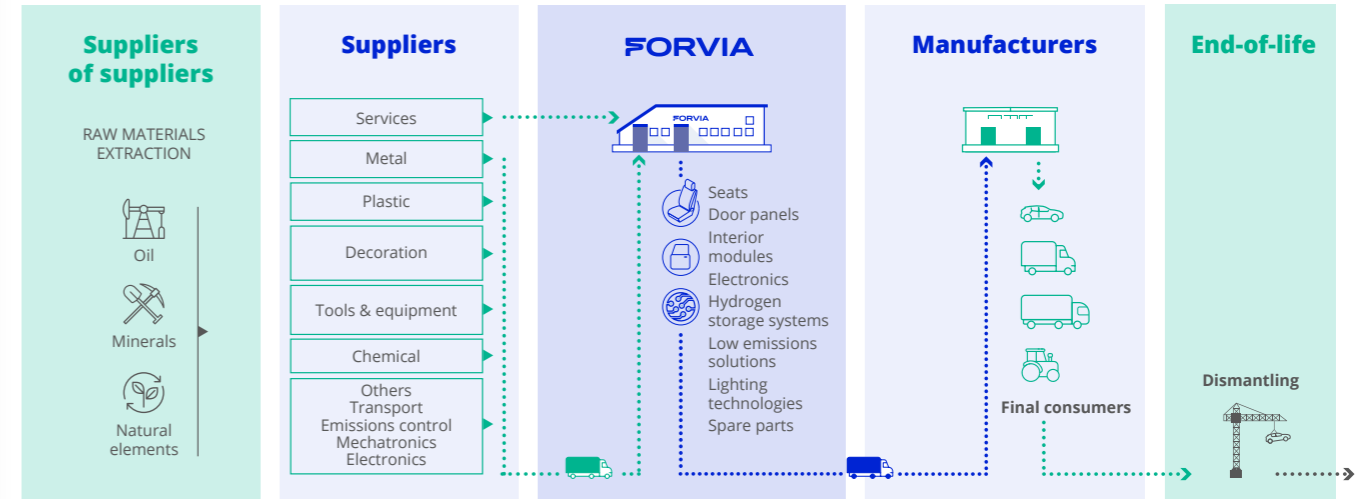 Suppliers
of suppliers
RAW MATERIALS
EXTRACTION
Oil
Minerals
Natural
elements
Suppliers
Services
Metal
Plastic
Decoration
Tools & equipment
Chemical
Others
Transport
Emissions control
Mechatronics
Electronics
FORVIA
FORVIA
Seats
Door panels
Interior
modules
Electronics
Hydrogen
storage systems
Low emissions
solutions
Lighting
technologies
Spare parts
Manufacturers
Final consumers
End-of-life
Dismantling